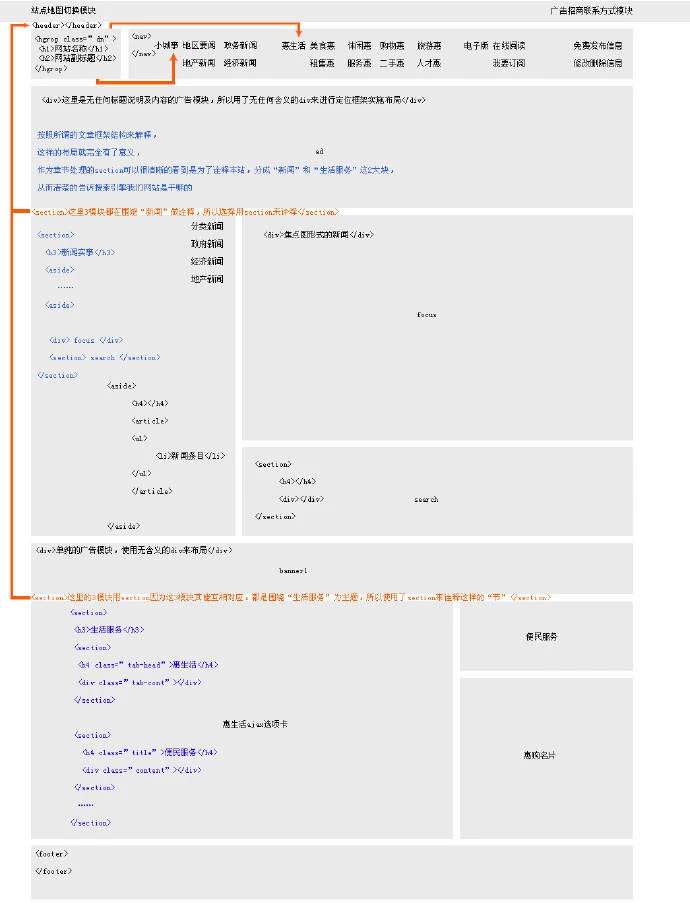 站点地图切换模块 广告招商联系方式模块
<header></header>
<hgrop class=”dn”>
<h1>网站名称</h1>
<h2>网站副标题</h2>
</hgrop>
<nav>
</nav>
小城事 地区要闻 政务新闻 惠生活 美食惠 休闲惠 购物惠 旅游惠 在线阅读 免费发布信息
地产新闻 经济新闻 租售惠 服务惠 二手惠 人才惠 我要订阅 修改删除信息
<div>这里是无任何标题说明及内容的广告模块，所以用了无任何含义的div来进行定位框架实施布局</div>
按照所谓的文章框架结构来解释，
这样的布局就完全有了意义，
ad
作为章节处理的section可以很清晰的看到是为了诠释本站，分成“新闻”和“生活服务”这2大块，
从而清楚的告诉搜索引擎我们网站是干嘛的
<section>这里3模块都在围绕“新闻”做诠释，所以选择用section来诠释</section>
分类新闻
政府新闻
经济新闻
地产新闻
<section>
<h3>新闻实事</h3>
<aside>
……
<aside>
<div> focus </div>
<section> search </section>
</section>
<aside>
<h4></h4>
<article>
<ul>
<li>新闻条目</li>
</ul>
</article>
</aside>
<div>焦点图形式的新闻</div>
focus
<section>
<h4></h4>
<div></div>
search
</section>
<div>单纯的广告模块，使用无含义的div来布局</div>
banner1
<section>这里的3模块用section因为这3模块其能互相对应，都是围绕“生活服务”为主题，所以使用了section来诠释这样的“节”</section>
<section>
<h3>生活服务</h3>
<section>
<h4 class=”tab-head”>惠生活</h4>
<div class=”tab-cont”></div>
</section>
惠生活ajax选项卡
<section>
<h4 class=”title”>便民服务</h4>
<div class=”content”></div>
</section>
……
</section>
便民服务
惠购名片
<footer>
</footer>